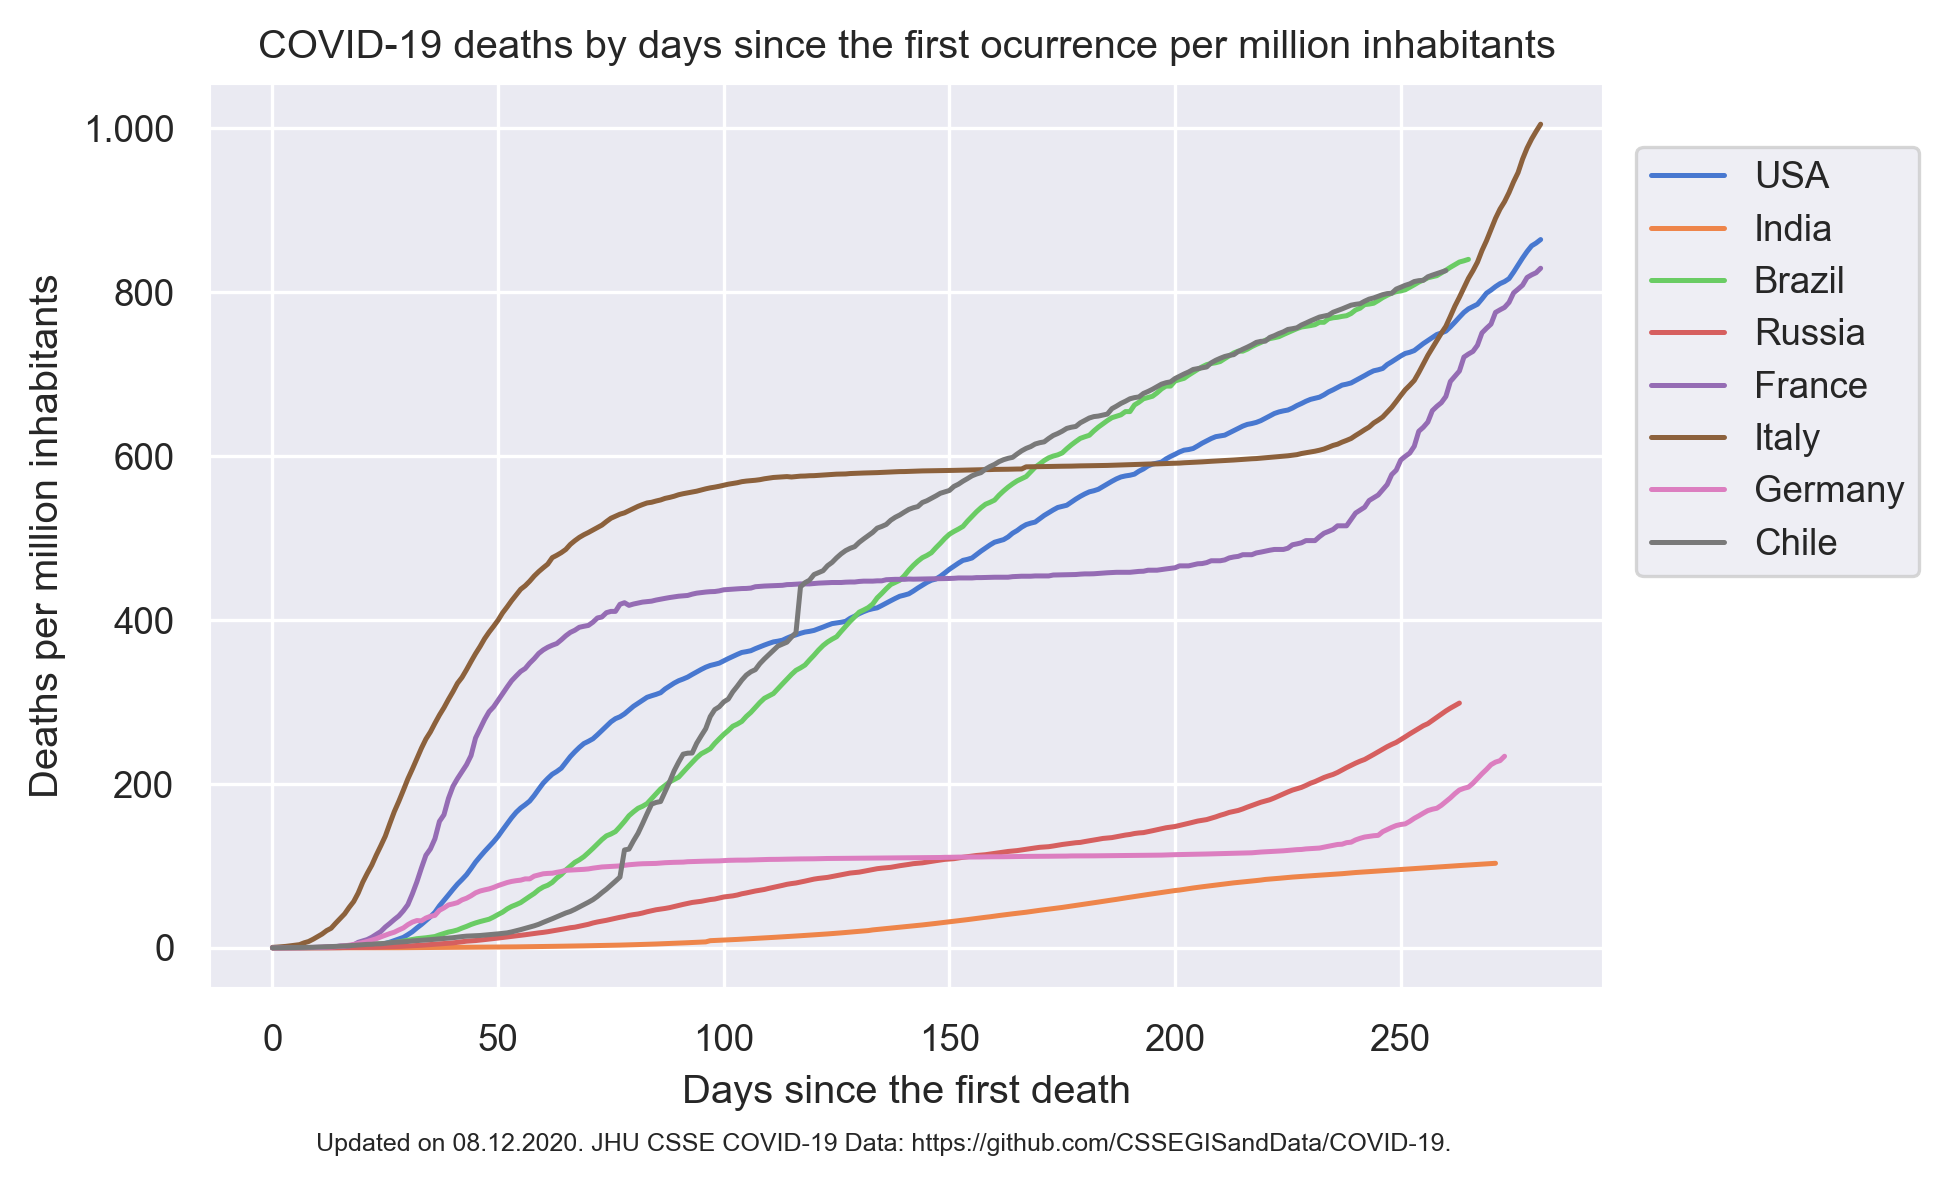 COVID-19 deaths by days since the first ocurrence per million inhabitants
Deaths per million inhabitants
1.000
800
600
400
200
0
0 50 100 150 200 250
Days since the first death
Updated on 08.12.2020. JHU CSSE COVID-19 Data: https://github.com/CSSEGISandData/COVID-19.
USA
India
Brazil
Russia
France
Italy
Germany
Chile